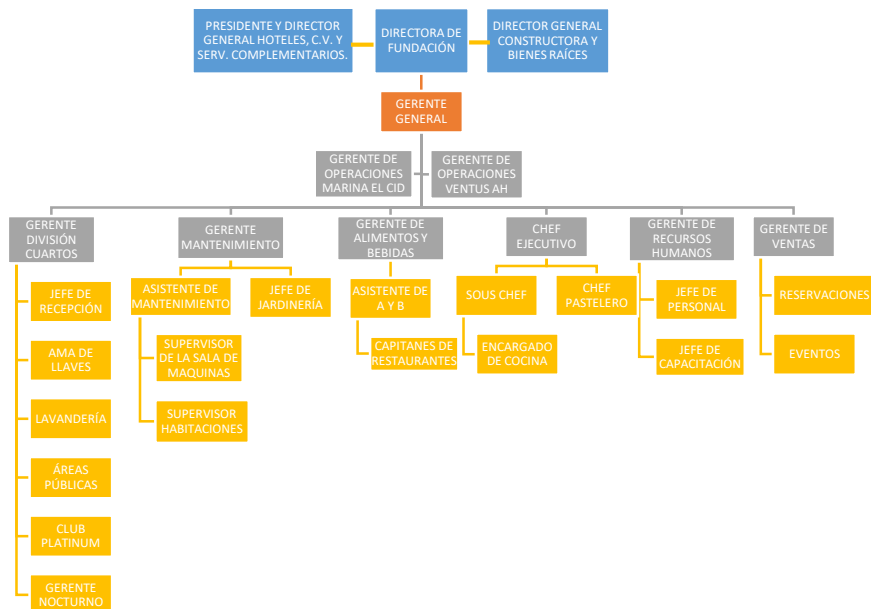 PRESIDENTE Y DIRECTOR
GENERAL HOTELES, C.V. Y
SERV. COMPLEMENTARIOS.
DIRECTORA DE
FUNDACIÓN
DIRECTOR GENERAL
CONSTRUCTORA Y
BIENES RAÍCES
GERENTE
GENERAL
GERENTE DE
OPERACIONES
MARINA EL CID
GERENTE DE
OPERACIONES
VENTUS AH
GERENTE
DIVISIÓN
CUARTOS
GERENTE
MANTENIMIENTO
GERENTE DE
ALIMENTOS Y
BEBIDAS
CHEF
EJECUTIVO
GERENTE DE
RECURSOS
HUMANOS
GERENTE DE
VENTAS
JEFE DE
RECEPCIÓN
AMA DE
LLAVES
LAVANDERÍA
ÁREAS
PÚBLICAS
CLUB
PLATINUM
GERENTE
NOCTURNO
ASISTENTE DE
MANTENIMIENTO
JEFE DE
JARDINERÍA
SUPERVISOR
DE LA SALA DE
MAQUINAS
SUPERVISOR
HABITACIONES
ASISTENTE DE
A Y B
CAPITANES DE
RESTAURANTES
SOUS CHEF
CHEF
PASTELERO
ENCARGADO
DE COCINA
JEFE DE
PERSONAL
JEFE DE
CAPACITACIÓN
RESERVACIONES
EVENTOS